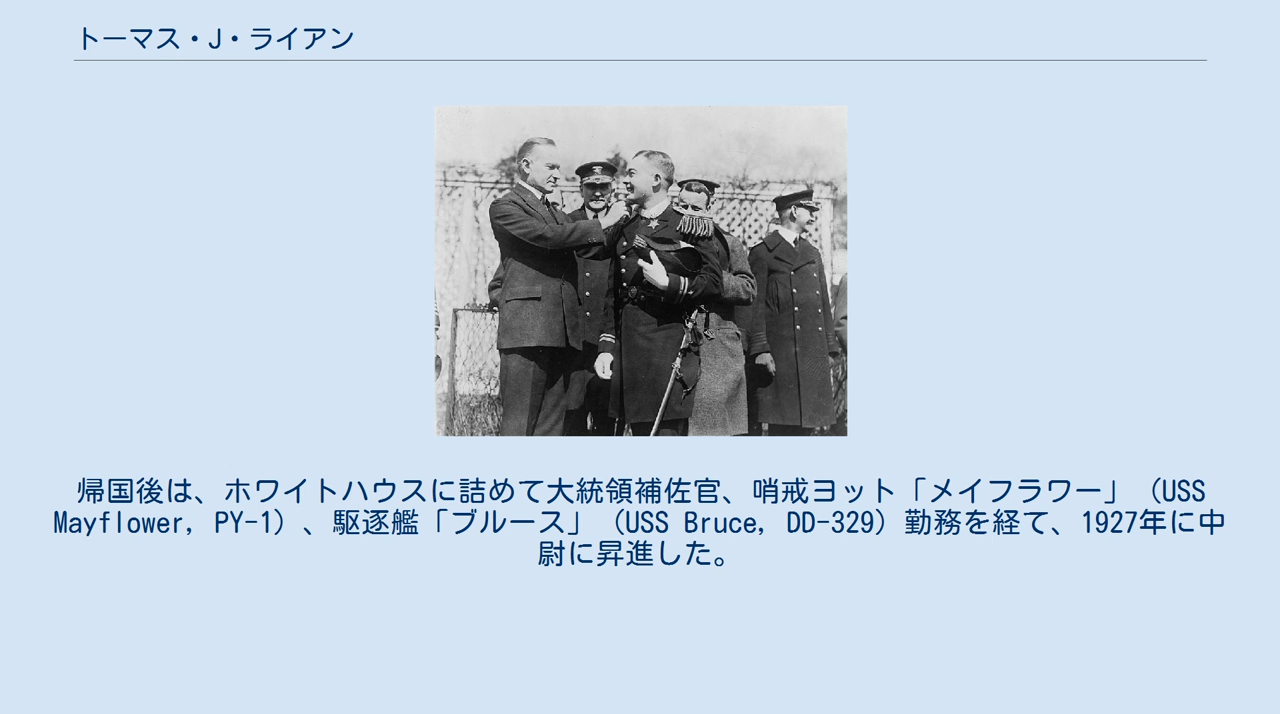 トーマス・J・ライアン
帰国後は、ホワイトハウスに詰めて大統領補佐官、哨戒ヨット「メイフラワー」（USS
Mayflower, PY-1）、駆逐艦「ブルース」（USS Bruce, DD-329）勤務を経て、1927年に中
尉に昇進した。